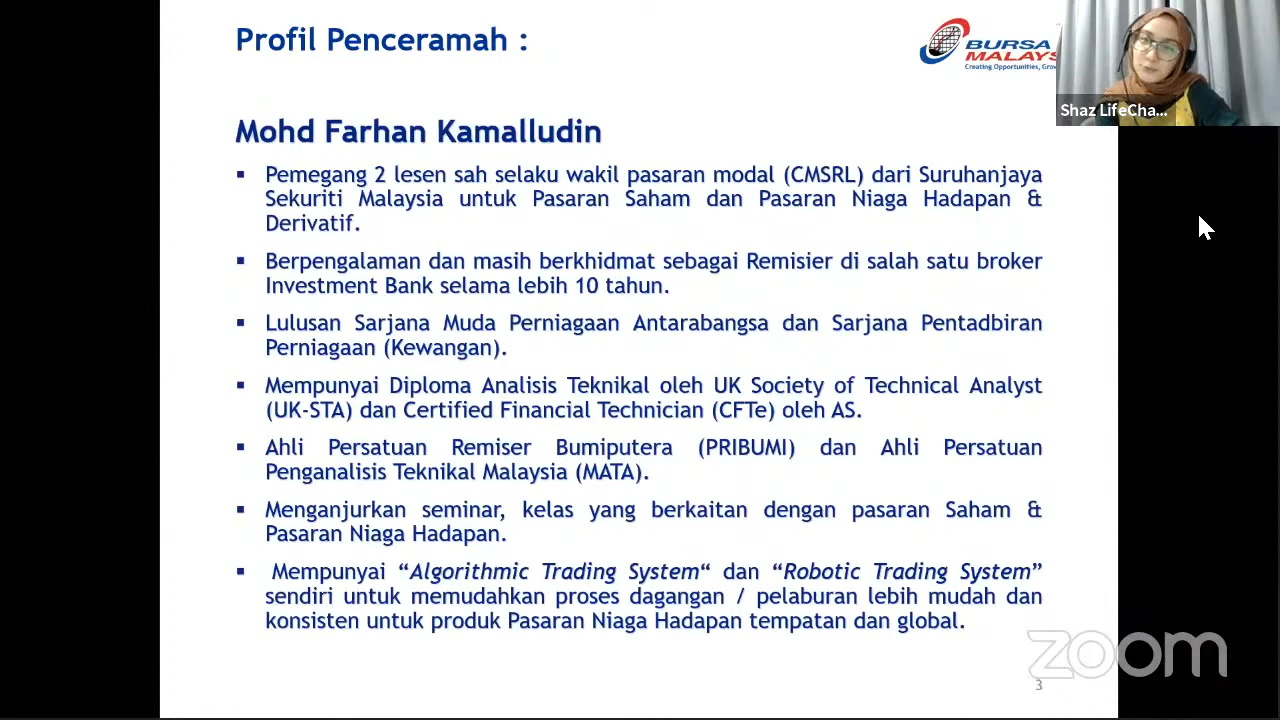 Profil Penceramah :
BURSA
MALAYS
Creating Opportunities, Grow
Shaz LifeCha...
Mohd Farhan Kamalludin
▪ Pemegang 2 lesen sah selaku wakil pasaran modal (CMSRL) dari Suruhanjaya
Sekuriti Malaysia untuk Pasaran Saham dan Pasaran Niaga Hadapan &
Derivatif.
▪ Berpengalaman dan masih berkhidmat sebagai Remisier di salah satu broker
Investment Bank selama lebih 10 tahun.
▪ Lulusan Sarjana Muda Perniagaan Antarabangsa dan Sarjana Pentadbiran
Perniagaan (Kewangan).
▪ Mempunyai Diploma Analisis Teknikal oleh UK Society of Technical Analyst
(UK-STA) dan Certified Financial Technician (CFTe) oleh AS.
▪ Ahli Persatuan Remiser Bumiputera (PRIBUMI) dan Ahli Persatuan
Penganalisis Teknikal Malaysia (MATA).
▪ Menganjurkan seminar, kelas yang berkaitan dengan pasaran Saham &
Pasaran Niaga Hadapan.
▪ Mempunyai “Algorithmic Trading System“ dan “Robotic Trading System”
sendiri untuk memudahkan proses dagangan / pelaburan lebih mudah dan
konsisten untuk produk Pasaran Niaga Hadapan tempatan dan global.
zoom
3